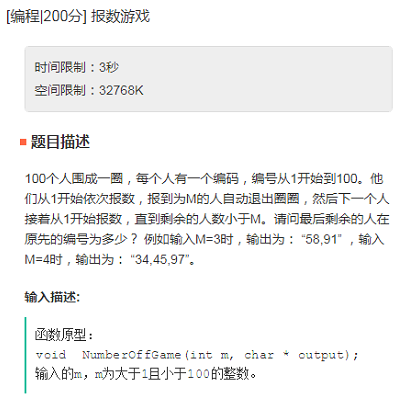 [编程|200分] 报数游戏
时间限制：3秒
空间限制：32768K
题目描述
100个人围成一圈，每个人有一个编码，编号从1开始到100。他
们从1开始依次报数，报到为M的人自动退出圈圈，然后下一个人
接着从1开始报数，直到剩余的人数小于M。请问最后剩余的人在
原先的编号为多少？ 例如输入M=3时，输出为： “58,91” ，输入
M=4时，输出为： “34,45,97”。
输入描述:
函数原型：
void NumberOffGame(int m, char * output);
输入的m，m为大于1且小于100的整数。